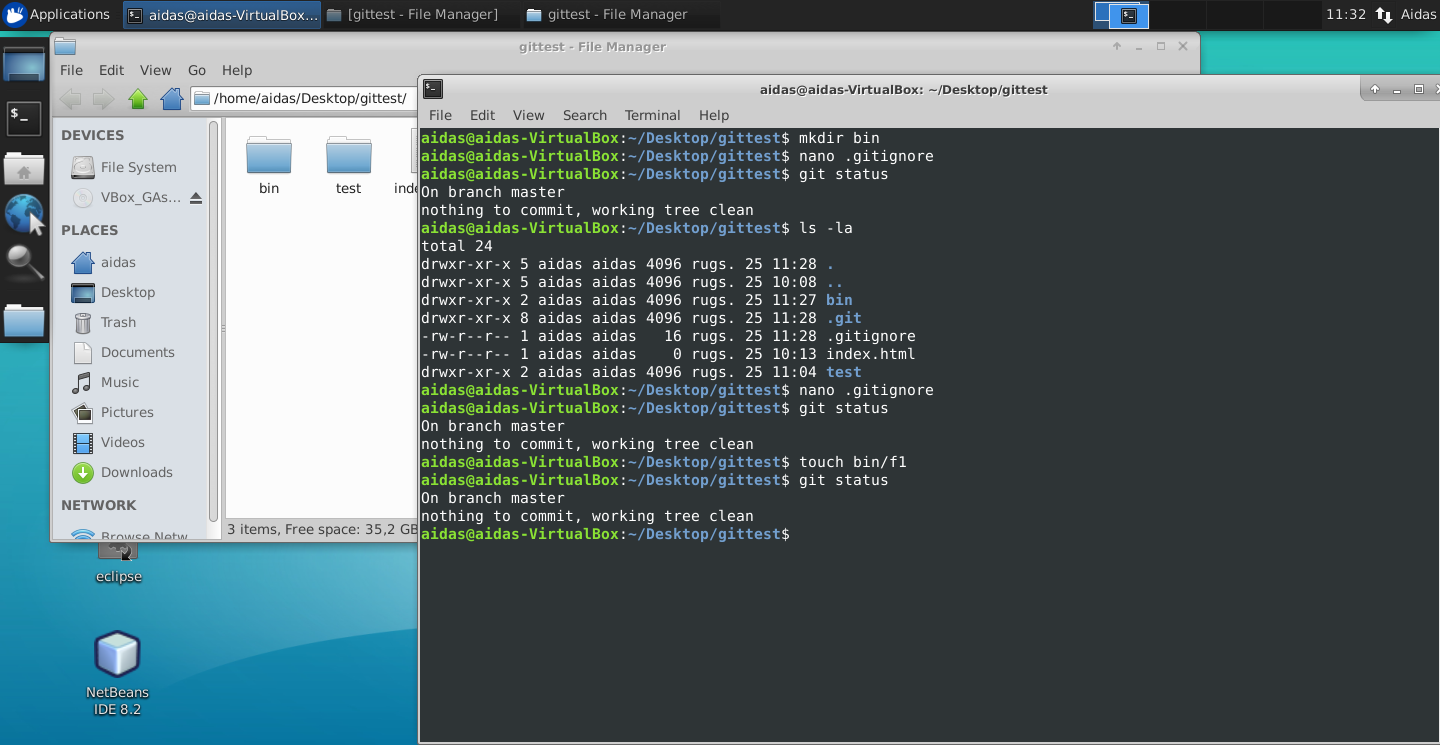 Applications
aidas@aidas-VirtualBox...
[gittest - File Manager]
gittest - File Manager
11:32
Aidas
gittest - File Manager
File Edit View Go Help
/home/aidas/Desktop/gittest/
DEVICES
File System
VBox_GAs...
PLACES
aidas
Desktop
Trash
Documents
Music
Pictures
Videos
Downloads
NETWORK
Browse Netw
bin
test
inde
3 items, Free space: 35,2 GB
aidas@aidas-VirtualBox: ~/Desktop/gittest
File Edit View Search Terminal Help
aidas@aidas-VirtualBox:~/Desktop/gittest$ mkdir bin
aidas@aidas-VirtualBox:~/Desktop/gittest$ nano .gitignore
aidas@aidas-VirtualBox:~/Desktop/gittest$ git status
On branch master
nothing to commit, working tree clean
aidas@aidas-VirtualBox:~/Desktop/gittest$ ls -la
total 24
drwxr-xr-x 5 aidas aidas 4096 rugs. 25 11:28 .
drwxr-xr-x 5 aidas aidas 4096 rugs. 25 10:08 ..
drwxr-xr-x 2 aidas aidas 4096 rugs. 25 11:27 bin
drwxr-xr-x 8 aidas aidas 4096 rugs. 25 11:28 .git
-rw-r--r-- 1 aidas aidas   16 rugs. 25 11:28 .gitignore
-rw-r--r-- 1 aidas aidas    0 rugs. 25 10:13 index.html
drwxr-xr-x 2 aidas aidas 4096 rugs. 25 11:04 test
aidas@aidas-VirtualBox:~/Desktop/gittest$ nano .gitignore
aidas@aidas-VirtualBox:~/Desktop/gittest$ git status
On branch master
nothing to commit, working tree clean
aidas@aidas-VirtualBox:~/Desktop/gittest$ touch bin/f1
aidas@aidas-VirtualBox:~/Desktop/gittest$ git status
On branch master
nothing to commit, working tree clean
aidas@aidas-VirtualBox:~/Desktop/gittest$
eclipse
NetBeans
IDE 8.2